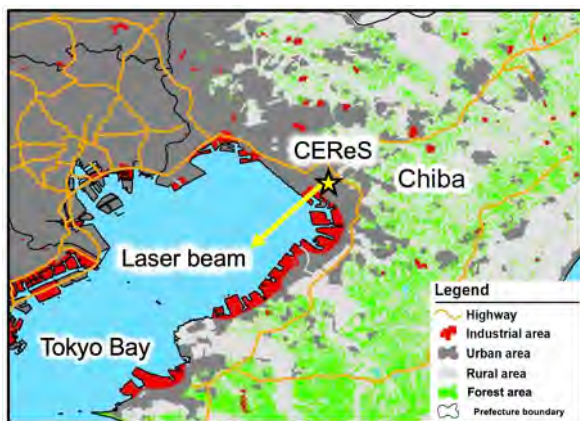 CEReS
Chiba
Laser beam
Tokyo Bay
Legend
Highway
Industrial area
Urban area
Rural area
Forest area
Prefecture boundary